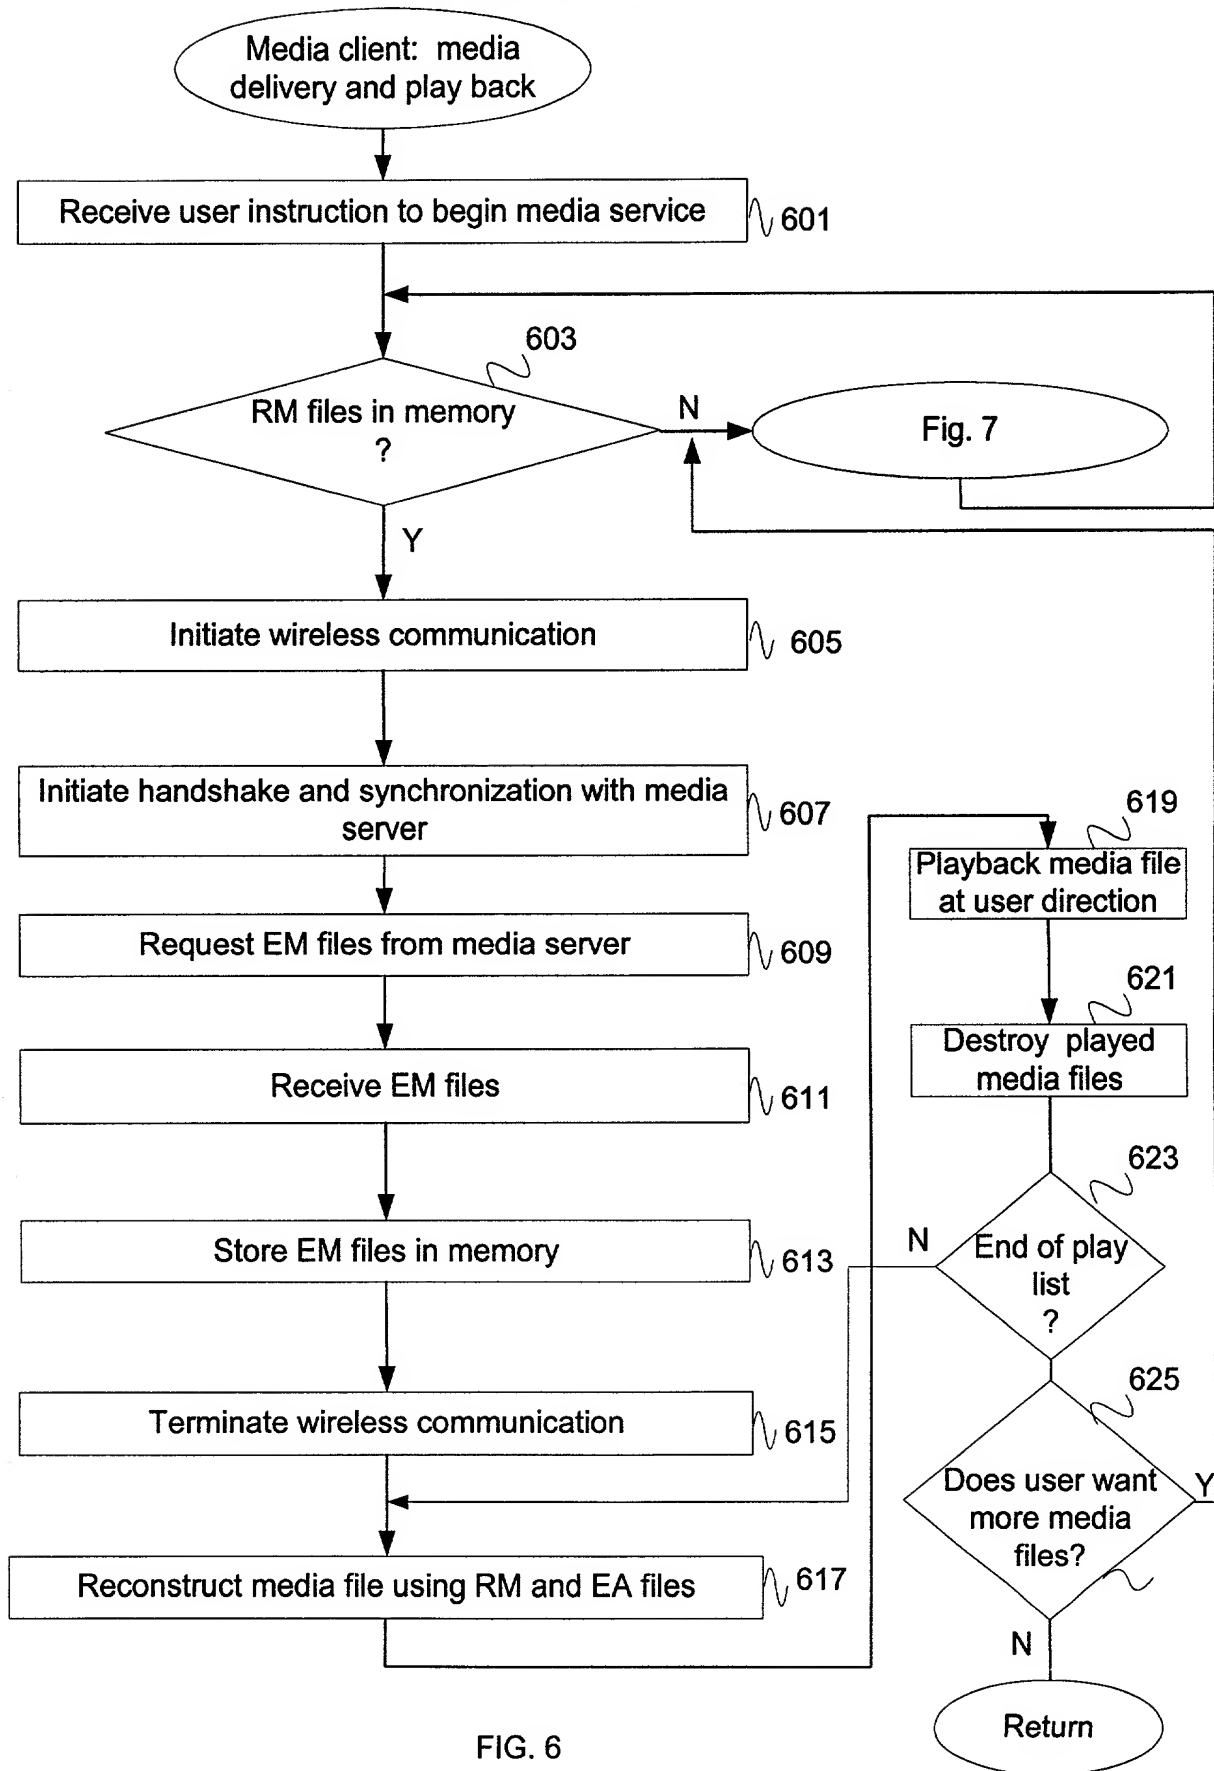 Media client: media
delivery and play back
Receive user instruction to begin media service
601
603
RM files in memory
?
N
Fig. 7
Y
Initiate wireless communication
605
Initiate handshake and synchronization with media
server
607
Request EM files from media server
609
Receive EM files
611
Store EM files in memory
613
Terminate wireless communication
615
Reconstruct media file using RM and EA files
617
619
Playback media file
at user direction
621
Destroy played
media files
623
N
End of play
list
?
625
Does user want
more media
files?
Y
N
Return
FIG. 6